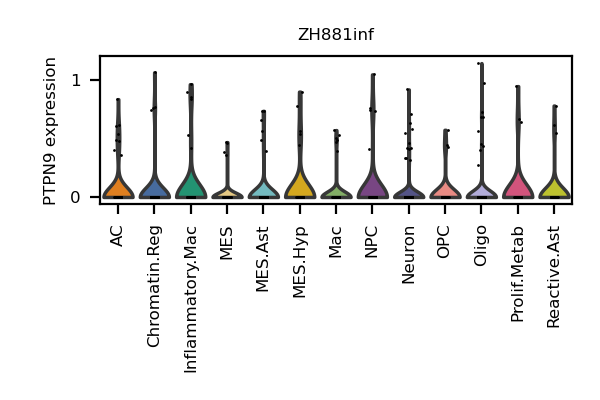 ZH881inf
PTPN9 expression
1
0
AC
Chromatin.Reg
Inflammatory.Mac
MES
MES.Ast
MES.Hyp
Mac
NPC
Neuron
OPC
Oligo
Prolif.Metab
Reactive.Ast